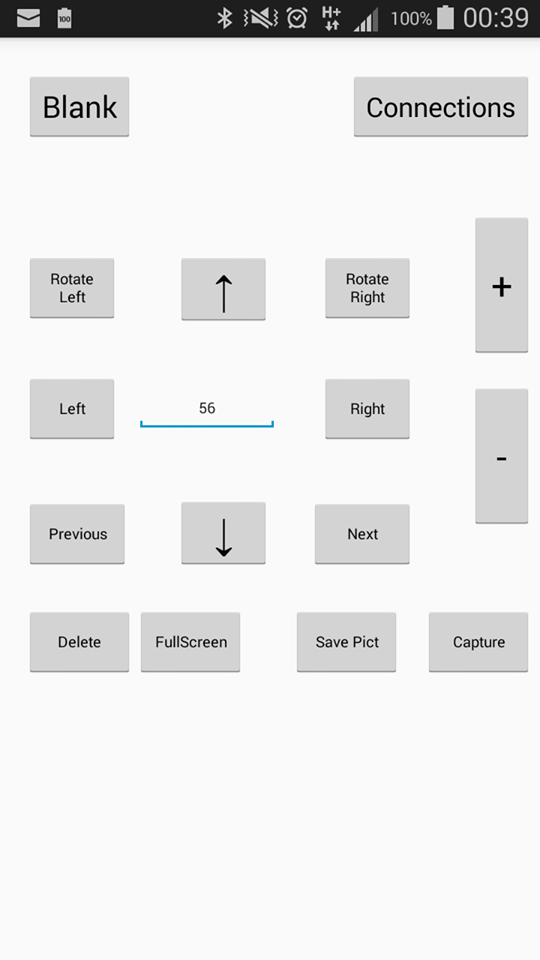 100
H+
100%
00:39
Blank
Connections
Rotate
Left
↑
Rotate
Right
+
Left
56
Right
-
Previous
↓
Next
Delete
FullScreen
Save Pict
Capture